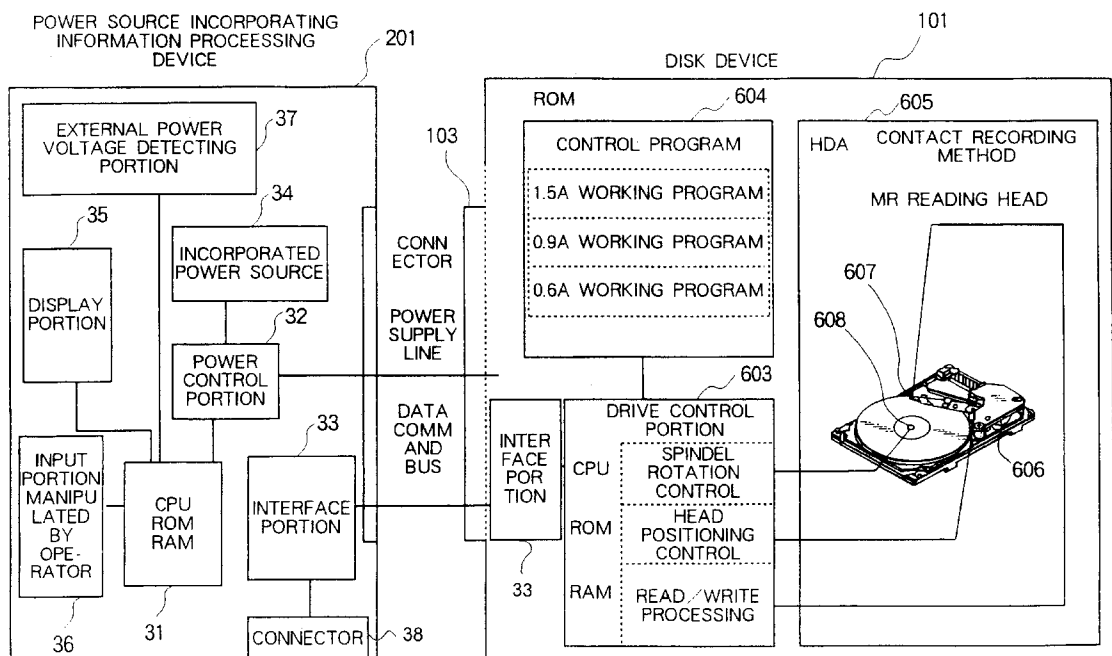 POWER SOURCE INCORPORATING
INFORMATION PROCEESSING
DEVICE
201
EXTERNAL POWER
VOLTAGE DETECTING
PORTION
37
34
35
INCORPORATED
POWER SOURCE
DISPLAY
PORTION
32
POWER
CONTROL
PORTION
33
INPUT
PORTION
MANIPU
LATED
BY
OPE-
RATOR
CPU
ROM
RAM
INTERFACE
PORTION
36
31
CONNECTOR
38
103
CONN
ECTOR
POWER
SUPPLY
LINE
DATA
COMM
AND
BUS
DISK DEVICE
101
ROM
604
CONTROL PROGRAM
1.5A WORKING PROGRAM
0.9A WORKING PROGRAM
0.6A WORKING PROGRAM
603
INTER
FACE
POR
TION
33
DRIVE CONTROL
PORTION
CPU
SPINDEL
ROTATION
CONTROL
ROM
HEAD
POSITIONING
CONTROL
RAM
READ/WRITE
PROCESSING
605
HDA
CONTACT RECORDING
METHOD
MR READING HEAD
607
608
606